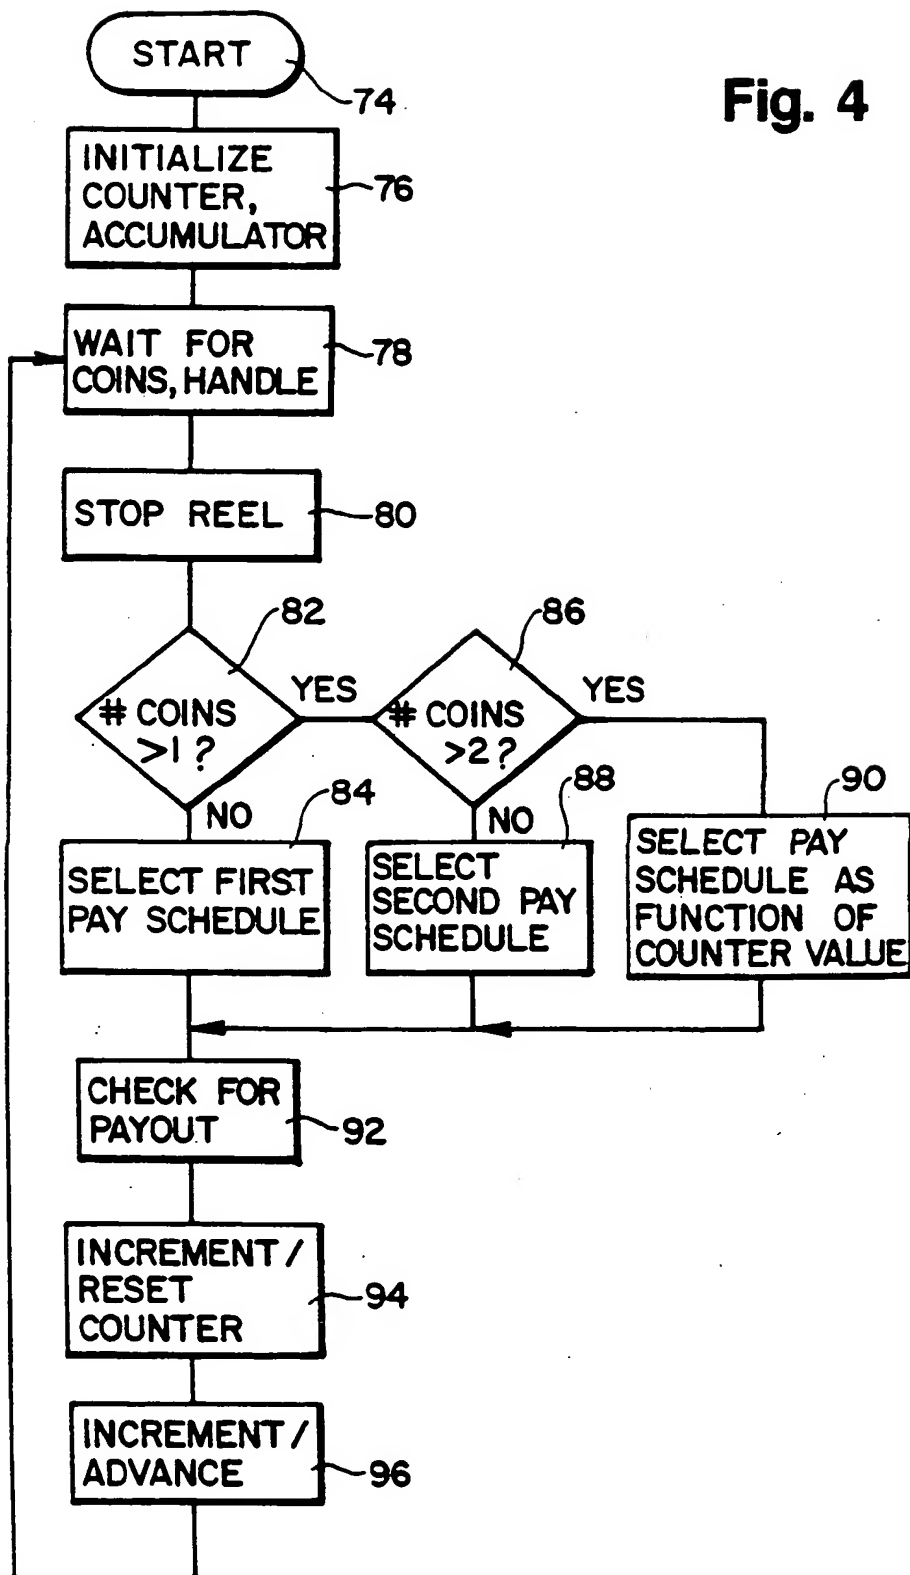 START
74
Fig. 4
INITIALIZE
COUNTER,
ACCUMULATOR
76
WAIT FOR
COINS, HANDLE
78
STOP REEL
80
82
# COINS
>1?
YES
86
# COINS
>2?
YES
NO
84
SELECT FIRST
PAY SCHEDULE
NO
88
SELECT
SECOND PAY
SCHEDULE
90
SELECT PAY
SCHEDULE AS
FUNCTION OF
COUNTER VALUE
CHECK FOR
PAYOUT
92
INCREMENT /
RESET
COUNTER
94
INCREMENT /
ADVANCE
96